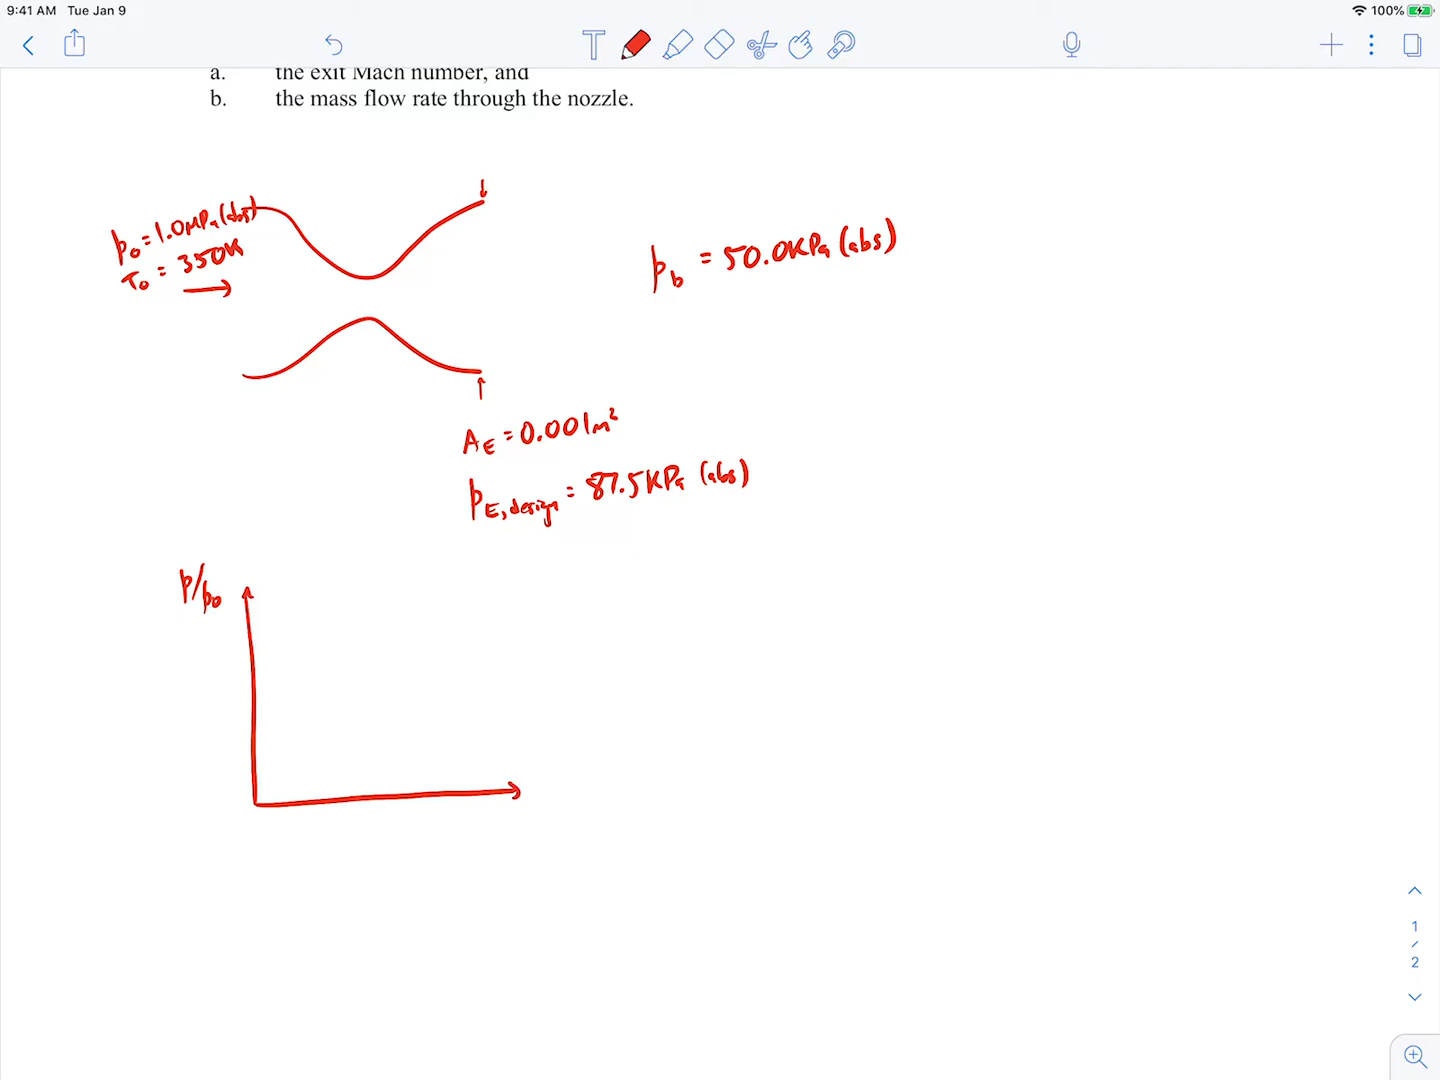 9:41 AM Tue Jan 9
100%
a. the exit Mach number, and
b. the mass flow rate through the nozzle.
p₀ = 1.0MPa (abs)
T₀ = 350K
p_b = 50.0kPa (abs)
A_E = 0.001m²
p_E,design = 87.5kPa (abs)
p/p₀
1
/
2